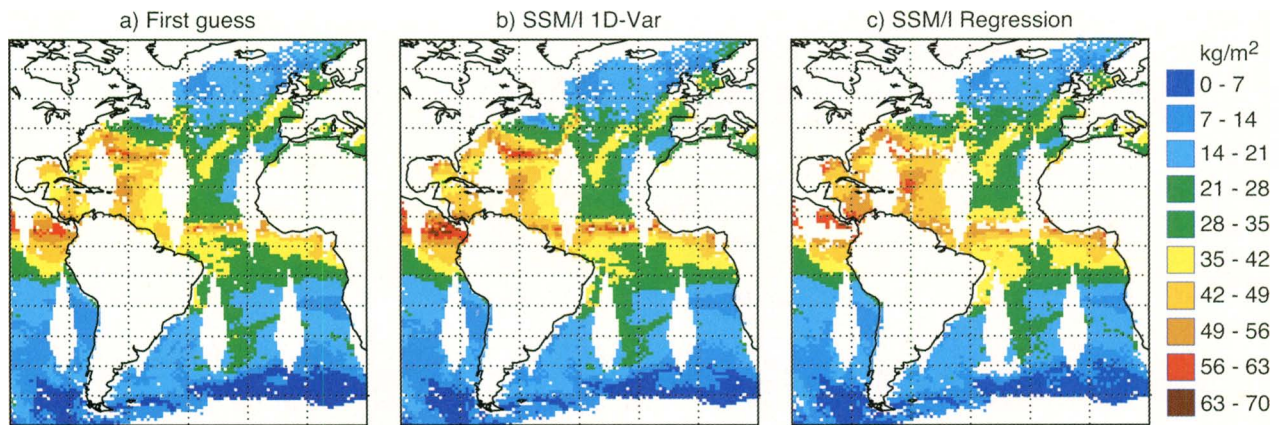 a) First guess
b) SSM/I 1D-Var
c) SSM/I Regression
kg/m²
0 - 7
7 - 14
14 - 21
21 - 28
28 - 35
35 - 42
42 - 49
49 - 56
56 - 63
63 - 70